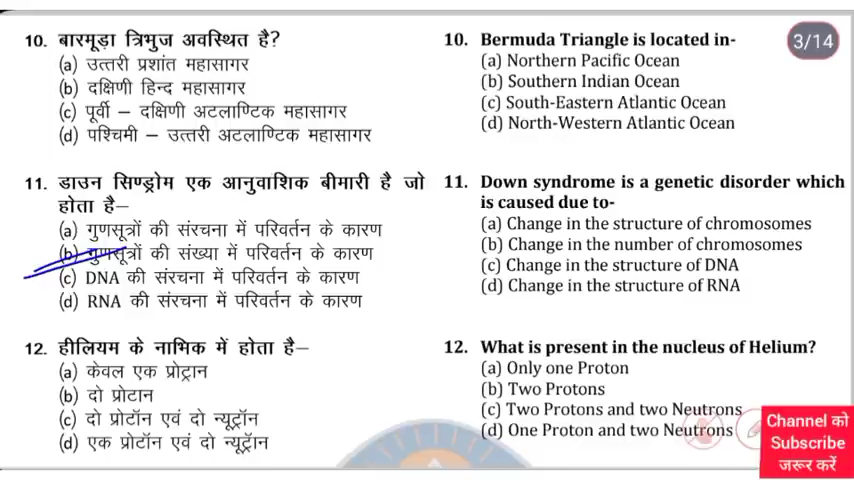 10. बारमूड़ा त्रिभुज अवस्थित है?
(a) उत्तरी प्रशांत महासागर
(b) दक्षिणी हिन्द महासागर
(c) पूर्वी – दक्षिणी अटलाण्टिक महासागर
(d) पश्चिमी – उत्तरी अटलाण्टिक महासागर
11. डाउन सिण्ड्रोम एक आनुवाशिक बीमारी है जो
होता है–
(a) गुणसूत्रों की संरचना में परिवर्तन के कारण
(b) गुणसूत्रों की संख्या में परिवर्तन के कारण
(c) DNA की संरचना में परिवर्तन के कारण
(d) RNA की संरचना में परिवर्तन के कारण
12. हीलियम के नाभिक में होता है–
(a) केवल एक प्रोट्रान
(b) दो प्रोटान
(c) दो प्रोटॉन एवं दो न्यूट्रॉन
(d) एक प्रोटॉन एवं दो न्यूट्रॉन
10. Bermuda Triangle is located in-
(a) Northern Pacific Ocean
(b) Southern Indian Ocean
(c) South-Eastern Atlantic Ocean
(d) North-Western Atlantic Ocean
11. Down syndrome is a genetic disorder which
is caused due to-
(a) Change in the structure of chromosomes
(b) Change in the number of chromosomes
(c) Change in the structure of DNA
(d) Change in the structure of RNA
12. What is present in the nucleus of Helium?
(a) Only one Proton
(b) Two Protons
(c) Two Protons and two Neutrons
(d) One Proton and two Neutrons
3/14
Channel को
Subscribe
जरूर करें